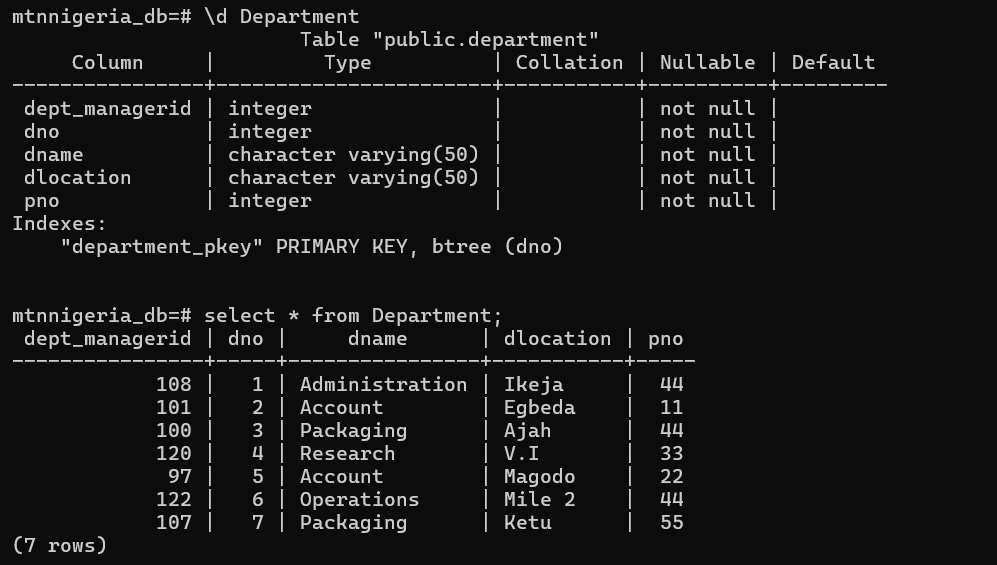 mtnnigeria_db=# \d Department
                        Table "public.department"
     Column     |         Type          | Collation | Nullable | Default
----------------+-----------------------+-----------+----------+---------
 dept_managerid | integer               |           | not null |
 dno            | integer               |           | not null |
 dname          | character varying(50) |           | not null |
 dlocation      | character varying(50) |           | not null |
 pno            | integer               |           | not null |
Indexes:
    "department_pkey" PRIMARY KEY, btree (dno)
mtnnigeria_db=# select * from Department;
 dept_managerid | dno |     dname      | dlocation | pno
----------------+-----+----------------+-----------+-----
            108 |   1 | Administration | Ikeja     |  44
            101 |   2 | Account        | Egbeda    |  11
            100 |   3 | Packaging      | Ajah      |  44
            120 |   4 | Research       | V.I       |  33
             97 |   5 | Account        | Magodo    |  22
            122 |   6 | Operations     | Mile 2    |  44
            107 |   7 | Packaging      | Ketu      |  55
(7 rows)